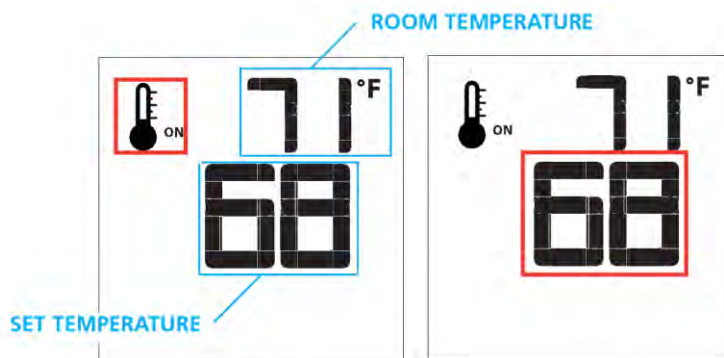 ROOM TEMPERATURE
71 °F
ON
68
SET TEMPERATURE
71 °F
ON
68